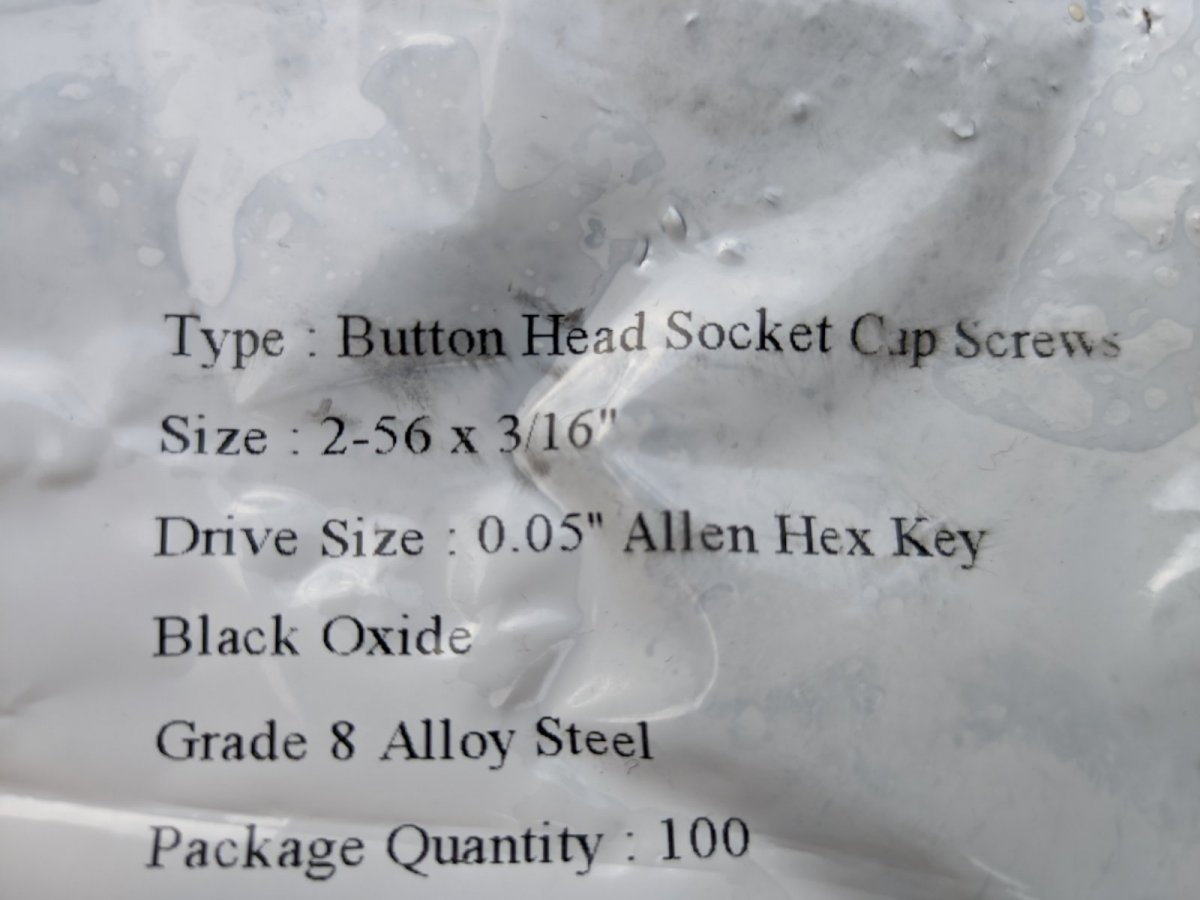 Type : Button Head Socket Cap Screws
Size : 2-56 x 3/16"
Drive Size : 0.05" Allen Hex Key
Black Oxide
Grade 8 Alloy Steel
Package Quantity : 100